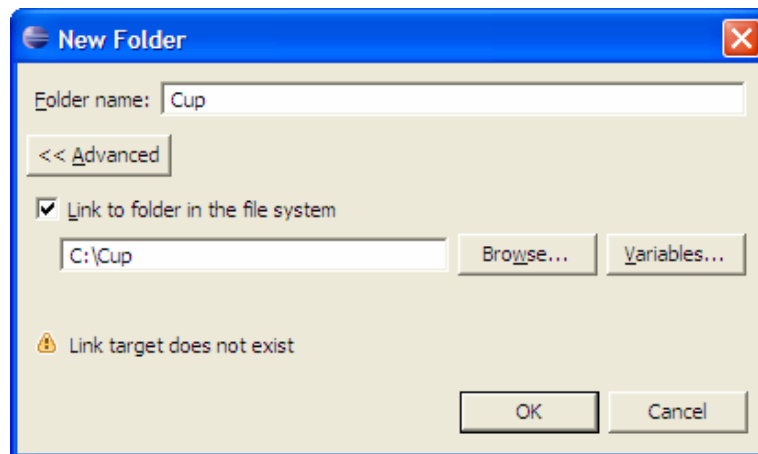 New Folder
Folder name: Cup
<< Advanced
Link to folder in the file system
C:\Cup Browse... Variables...
Link target does not exist
OK Cancel